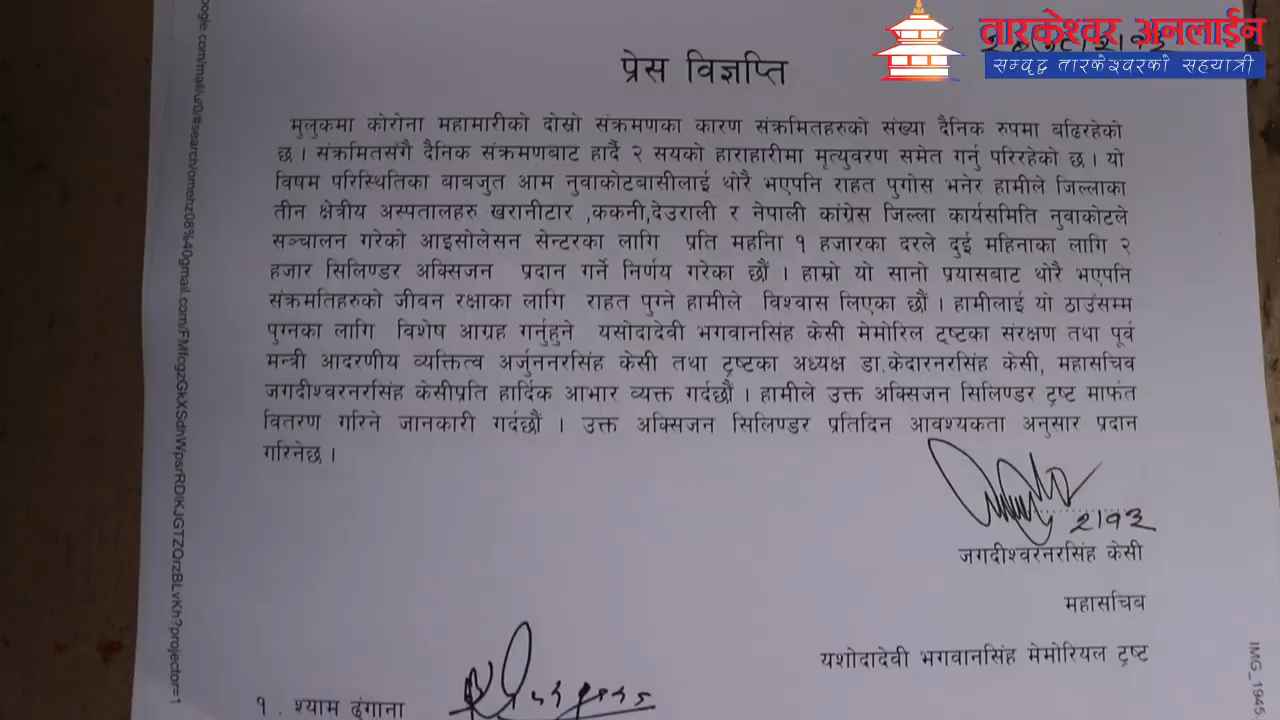 तारकेश्वर अनलाईन
सम्वृद्ध तारकेश्वरको सहयात्री
प्रेस विज्ञप्ति
मुलुकमा कोरोना महामारीको दोस्रो संक्रमणका कारण संक्रमितहरुको संख्या दैनिक रुपमा बढिरहेको
छ । संक्रमितसंगै दैनिक संक्रमणबाट हार्दै २ सयको हाराहारीमा मृत्युवरण समेत गर्नु परिरहेको छ । यो
विषम परिस्थितिका बाबजुत आम नुवाकोटबासीलाई थोरै भएपनि राहत पुगोस भनेर हामीले जिल्लाका
तीन क्षेत्रीय अस्पतालहरु खरानीटार ,ककनी,देउराली र नेपाली कांग्रेस जिल्ला कार्यसमिति नुवाकोटले
सञ्चालन गरेको आइसोलेसन सेन्टरका लागि प्रति महनिा १ हजारका दरले दुई महिनाका लागि २
हजार सिलिण्डर अक्सिजन प्रदान गर्ने निर्णय गरेका छौं । हाम्रो यो सानो प्रयासबाट थोरै भएपनि
संक्रमतिहरुको जीवन रक्षाका लागि राहत पुग्ने हामीले विश्वास लिएका छौं । हामीलाई यो ठाउंसम्म
पुग्नका लागि विशेष आग्रह गर्नुहुने यसोदादेवी भगवानसिंह केसी मेमोरिल ट्रष्टका संरक्षण तथा पूर्व
मन्त्री आदरणीय व्यक्तित्व अर्जुननरसिंह केसी तथा ट्रष्टका अध्यक्ष डा.केदारनरसिंह केसी, महासचिव
जगदीश्वरनरसिंह केसीप्रति हार्दिक आभार व्यक्त गर्दछौं । हामीले उक्त अक्सिजन सिलिण्डर ट्रष्ट मार्फत
वितरण गरिने जानकारी गर्दछौं । उक्त अक्सिजन सिलिण्डर प्रतिदिन आवश्यकता अनुसार प्रदान
गरिनेछ ।
२।१३
जगदीश्वरनरसिंह केसी
महासचिब
यशोदादेवी भगवानसिंह मेमोरियल ट्रष्ट
१ . श्याम ढुंगाना
IMG_1945